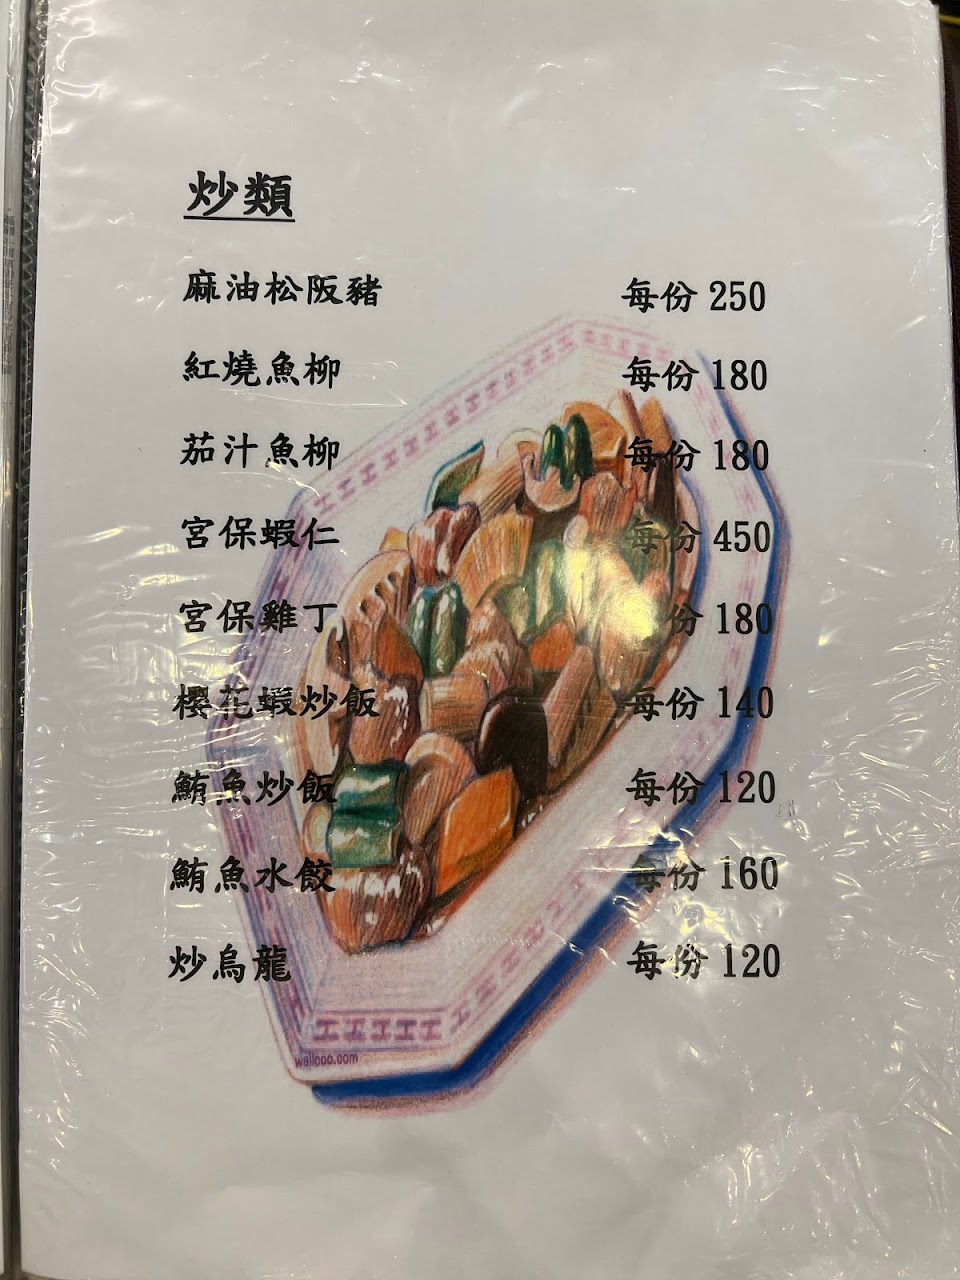 炒類
麻油松阪豬 每份 250
紅燒魚柳 每份 180
茄汁魚柳 每份 180
宮保蝦仁 每份 450
宮保雞丁 份 180
櫻花蝦炒飯 每份 140
鮪魚炒飯 每份 120
鮪魚水餃 每份 160
炒烏龍 每份 120
wallcoo.com